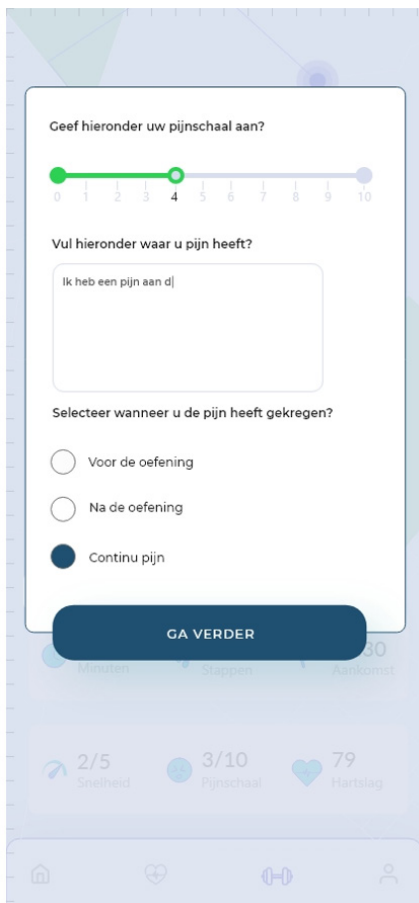 Geef hieronder uw pijnschaal aan?
0 1 2 3 4 5 6 7 8 9 10
Vul hieronder waar u pijn heeft?
Ik heb een pijn aan d
Selecteer wanneer u de pijn heeft gekregen?
Voor de oefening
Na de oefening
Continu pijn
GA VERDER
30
Minuten Stappen Aankomst
2/5 3/10 79
Snelheid Pijnschaal Hartslag